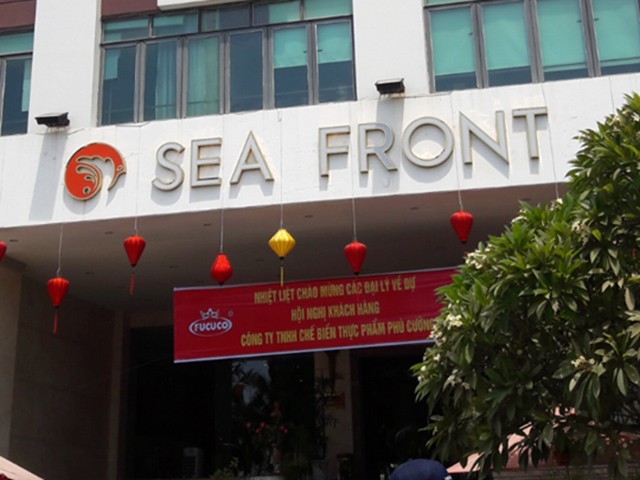 SEA FRONT
NHIỆT LIỆT CHÀO MỪNG CÁC ĐẠI LÝ VỀ DỰ
HỘI NGHỊ KHÁCH HÀNG
CÔNG TY TNHH CHẾ BIẾN THỰC PHẨM PHÚ CƯỜNG
FUCUCO ®